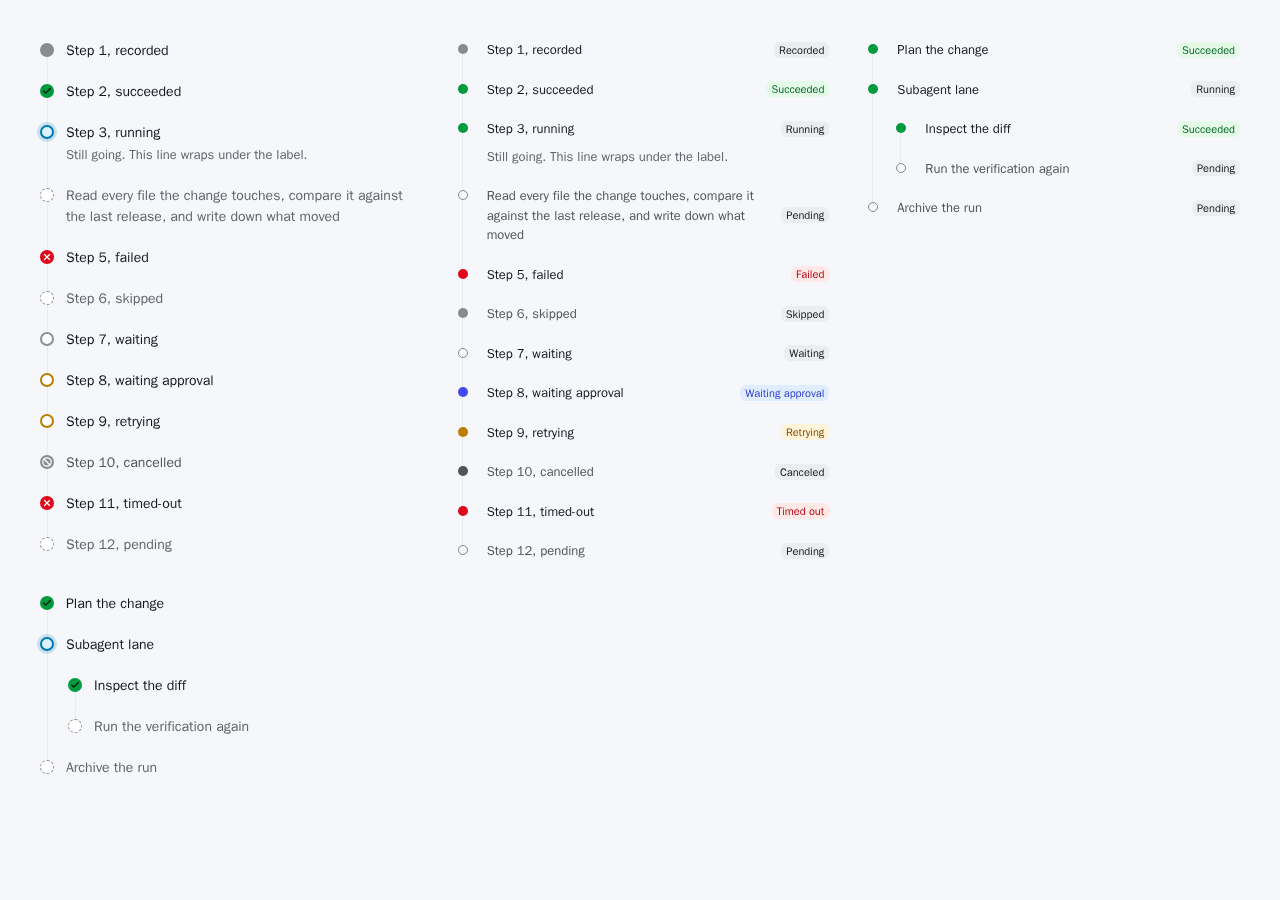 Step 1, recorded
Step 2, succeeded
Step 3, running
Still going. This line wraps under the label.
Read every file the change touches, compare it against
the last release, and write down what moved
Step 5, failed
Step 6, skipped
Step 7, waiting
Step 8, waiting approval
Step 9, retrying
Step 10, cancelled
Step 11, timed-out
Step 12, pending
Plan the change
Subagent lane
Inspect the diff
Run the verification again
Archive the run
Step 1, recorded Recorded
Step 2, succeeded Succeeded
Step 3, running Running
Still going. This line wraps under the label.
Read every file the change touches, compare it
against the last release, and write down what Pending
moved
Step 5, failed Failed
Step 6, skipped Skipped
Step 7, waiting Waiting
Step 8, waiting approval Waiting approval
Step 9, retrying Retrying
Step 10, cancelled Canceled
Step 11, timed-out Timed out
Step 12, pending Pending
Plan the change Succeeded
Subagent lane Running
Inspect the diff Succeeded
Run the verification again Pending
Archive the run Pending